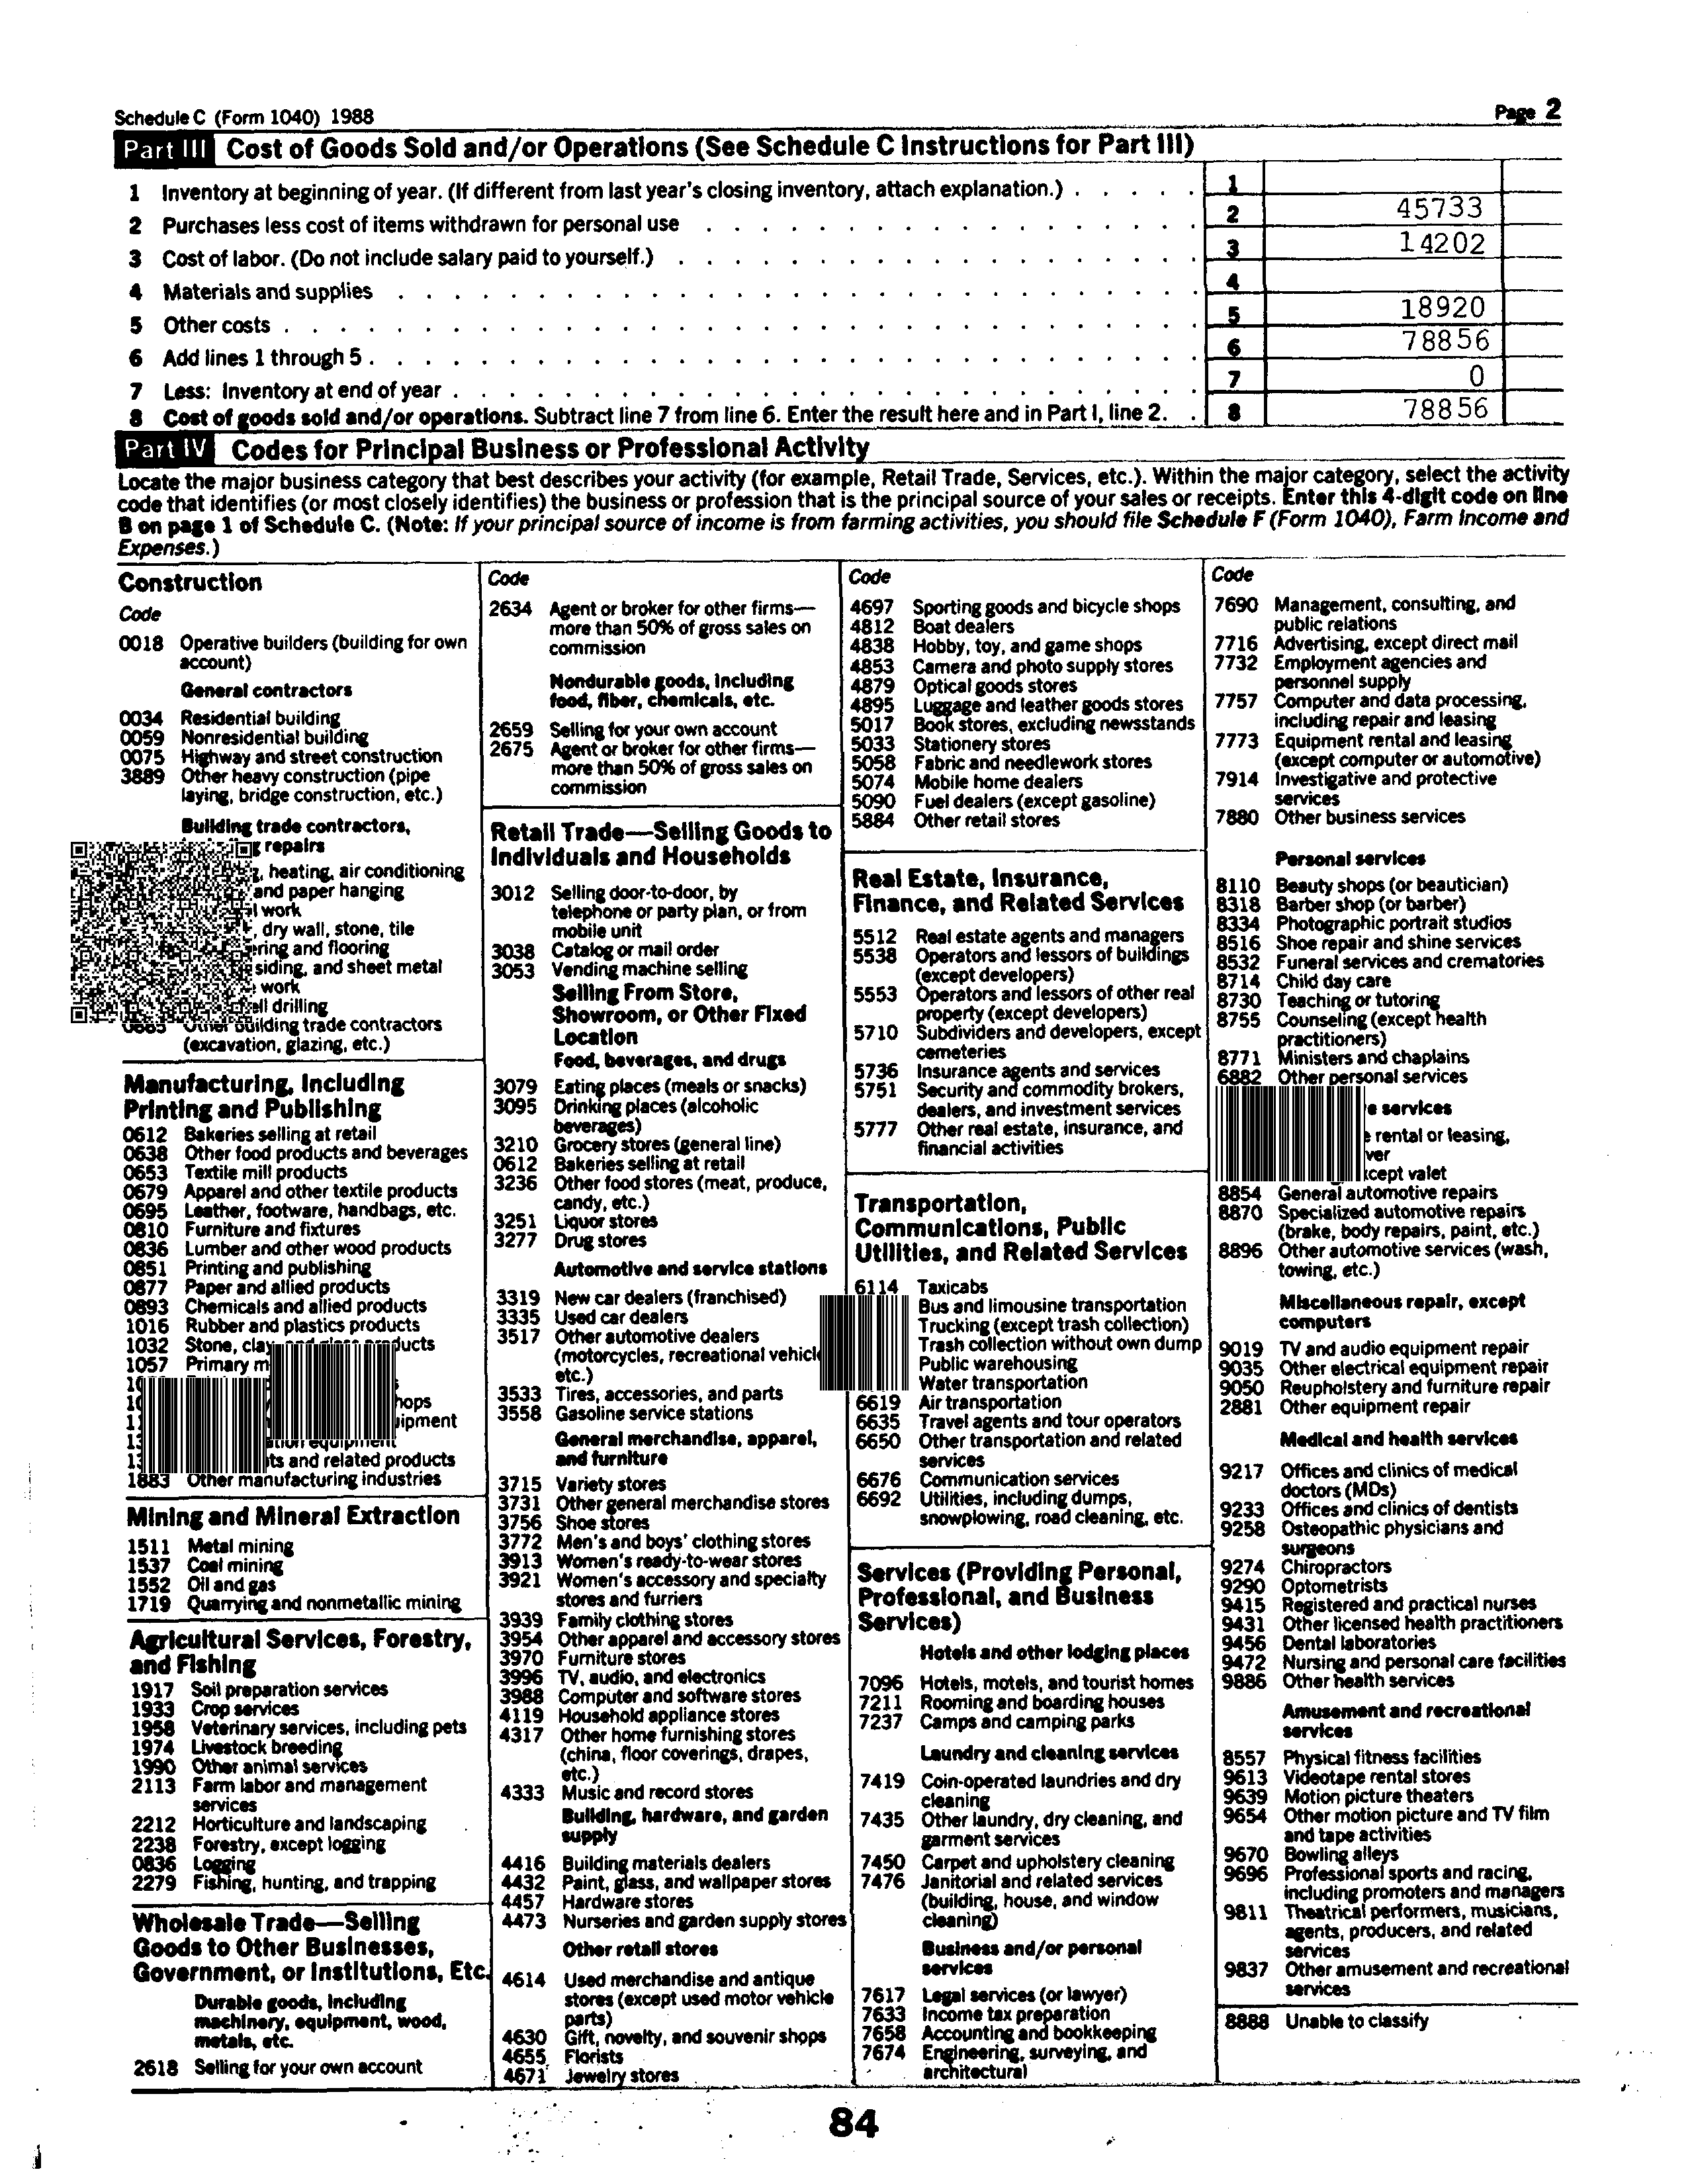 Schedule C (Form 1040) 1988
Page 2
Part III Cost of Goods Sold and/or Operations (See Schedule C Instructions for Part III)
1 Inventory at beginning of year. (If different from last year's closing inventory, attach explanation.) . . . . . 1
2 Purchases less cost of items withdrawn for personal use . . . . . . . . . . . . . . . . . . 2 45733
3 Cost of labor. (Do not include salary paid to yourself.) . . . . . . . . . . . . . . . . . . . 3 14202
4 Materials and supplies . . . . . . . . . . . . . . . . . . . . . . . . . . . . . 4
5 Other costs . . . . . . . . . . . . . . . . . . . . . . . . . . . . . . . . . 5 18920
6 Add lines 1 through 5 . . . . . . . . . . . . . . . . . . . . . . . . . . . . . . 6 78856
7 Less: Inventory at end of year . . . . . . . . . . . . . . . . . . . . . . . . . . . 7 0
8 Cost of goods sold and/or operations. Subtract line 7 from line 6. Enter the result here and in Part I, line 2. . 8 78856
Part IV Codes for Principal Business or Professional Activity
Locate the major business category that best describes your activity (for example, Retail Trade, Services, etc.). Within the major category, select the activity
code that identifies (or most closely identifies) the business or profession that is the principal source of your sales or receipts. Enter this 4-digit code on line
B on page 1 of Schedule C. (Note: If your principal source of income is from farming activities, you should file Schedule F (Form 1040), Farm Income and
Expenses.)
Construction
Code
0018 Operative builders (building for own
account)
General contractors
0034 Residential building
0059 Nonresidential building
0075 Highway and street construction
3889 Other heavy construction (pipe
laying, bridge construction, etc.)
Building trade contractors,
repairs
heating, air conditioning
and paper hanging
work
, dry wall, stone, tile
and flooring
siding, and sheet metal
work
drilling
0885 Other building trade contractors
(excavation, glazing, etc.)
Manufacturing, Including
Printing and Publishing
0612 Bakeries selling at retail
0638 Other food products and beverages
0653 Textile mill products
0679 Apparel and other textile products
0695 Leather, footware, handbags, etc.
0810 Furniture and fixtures
0836 Lumber and other wood products
0851 Printing and publishing
0877 Paper and allied products
0893 Chemicals and allied products
1016 Rubber and plastics products
1032 Stone, clay, and glass products
1057 Primary
and related products
1883 Other manufacturing industries
Mining and Mineral Extraction
1511 Metal mining
1537 Coal mining
1552 Oil and gas
1719 Quarrying and nonmetallic mining
Agricultural Services, Forestry,
and Fishing
1917 Soil preparation services
1933 Crop services
1958 Veterinary services, including pets
1974 Livestock breeding
1990 Other animal services
2113 Farm labor and management
services
2212 Horticulture and landscaping
2238 Forestry, except logging
0836 Logging
2279 Fishing, hunting, and trapping
Wholesale Trade—Selling
Goods to Other Businesses,
Government, or Institutions, Etc.
Durable goods, including
machinery, equipment, wood,
metals, etc.
2618 Selling for your own account
Code
2634 Agent or broker for other firms—
more than 50% of gross sales on
commission
Nondurable goods, including
food, fiber, chemicals, etc.
2659 Selling for your own account
2675 Agent or broker for other firms—
more than 50% of gross sales on
commission
Retail Trade—Selling Goods to
Individuals and Households
3012 Selling door-to-door, by
telephone or party plan, or from
mobile unit
3038 Catalog or mail order
3053 Vending machine selling
Selling From Store,
Showroom, or Other Fixed
Location
Food, beverages, and drugs
3079 Eating places (meals or snacks)
3095 Drinking places (alcoholic
beverages)
3210 Grocery stores (general line)
0612 Bakeries selling at retail
3236 Other food stores (meat, produce,
candy, etc.)
3251 Liquor stores
3277 Drug stores
Automotive and service stations
3319 New car dealers (franchised)
3335 Used car dealers
3517 Other automotive dealers
(motorcycles, recreational
etc.)
3533 Tires, accessories, and parts
3558 Gasoline service stations
General merchandise, apparel,
and furniture
3715 Variety stores
3731 Other general merchandise stores
3756 Shoe stores
3772 Men's and boys' clothing stores
3913 Women's ready-to-wear stores
3921 Women's accessory and specialty
stores and furriers
3939 Family clothing stores
3954 Other apparel and accessory stores
3970 Furniture stores
3996 TV, audio, and electronics
3988 Computer and software stores
4119 Household appliance stores
4317 Other home furnishing stores
(china, floor coverings, drapes,
etc.)
4333 Music and record stores
Building, hardware, and garden
supply
4416 Building materials dealers
4432 Paint, glass, and wallpaper stores
4457 Hardware stores
4473 Nurseries and garden supply stores
Other retail stores
4614 Used merchandise and antique
stores (except used motor vehicle
parts)
4630 Gift, novelty, and souvenir shops
4655 Florists
4671 Jewelry stores
Code
4697 Sporting goods and bicycle shops
4812 Boat dealers
4838 Hobby, toy, and game shops
4853 Camera and photo supply stores
4879 Optical goods stores
4895 Luggage and leather goods stores
5017 Book stores, excluding newsstands
5033 Stationery stores
5058 Fabric and needlework stores
5074 Mobile home dealers
5090 Fuel dealers (except gasoline)
5884 Other retail stores
Real Estate, Insurance,
Finance, and Related Services
5512 Real estate agents and managers
5538 Operators and lessors of buildings
(except developers)
5553 Operators and lessors of other real
property (except developers)
5710 Subdividers and developers, except
cemeteries
5736 Insurance agents and services
5751 Security and commodity brokers,
dealers, and investment services
5777 Other real estate, insurance, and
financial activities
Transportation,
Communications, Public
Utilities, and Related Services
6114 Taxicabs
Bus and limousine transportation
Trucking (except trash collection)
Trash collection without own dump
Public warehousing
Water transportation
6619 Air transportation
6635 Travel agents and tour operators
6650 Other transportation and related
services
6676 Communication services
6692 Utilities, including dumps,
snowplowing, road cleaning, etc.
Services (Providing Personal,
Professional, and Business
Services)
Hotels and other lodging places
7096 Hotels, motels, and tourist homes
7211 Rooming and boarding houses
7237 Camps and camping parks
Laundry and cleaning services
7419 Coin-operated laundries and dry
cleaning
7435 Other laundry, dry cleaning, and
garment services
7450 Carpet and upholstery cleaning
7476 Janitorial and related services
(building, house, and window
cleaning)
Business and/or personal
services
7617 Legal services (or lawyer)
7633 Income tax preparation
7658 Accounting and bookkeeping
7674 Engineering, surveying, and
architectural
Code
7690 Management, consulting, and
public relations
7716 Advertising, except direct mail
7732 Employment agencies and
personnel supply
7757 Computer and data processing,
including repair and leasing
7773 Equipment rental and leasing
(except computer or automotive)
7914 Investigative and protective
services
7880 Other business services
Personal services
8110 Beauty shops (or beautician)
8318 Barber shop (or barber)
8334 Photographic portrait studios
8516 Shoe repair and shine services
8532 Funeral services and crematories
8714 Child day care
8730 Teaching or tutoring
8755 Counseling (except health
practitioners)
8771 Ministers and chaplains
6882 Other personal services
services
rental or leasing,
valet
8854 General automotive repairs
8870 Specialized automotive repairs
(brake, body repairs, paint, etc.)
8896 Other automotive services (wash,
towing, etc.)
Miscellaneous repair, except
computers
9019 TV and audio equipment repair
9035 Other electrical equipment repair
9050 Reupholstery and furniture repair
2881 Other equipment repair
Medical and health services
9217 Offices and clinics of medical
doctors (MDs)
9233 Offices and clinics of dentists
9258 Osteopathic physicians and
surgeons
9274 Chiropractors
9290 Optometrists
9415 Registered and practical nurses
9431 Other licensed health practitioners
9456 Dental laboratories
9472 Nursing and personal care facilities
9886 Other health services
Amusement and recreational
services
8557 Physical fitness facilities
9613 Videotape rental stores
9639 Motion picture theaters
9654 Other motion picture and TV film
and tape activities
9670 Bowling alleys
9696 Professional sports and racing,
including promoters and managers
9811 Theatrical performers, musicians,
agents, producers, and related
services
9837 Other amusement and recreational
services
8888 Unable to classify
84